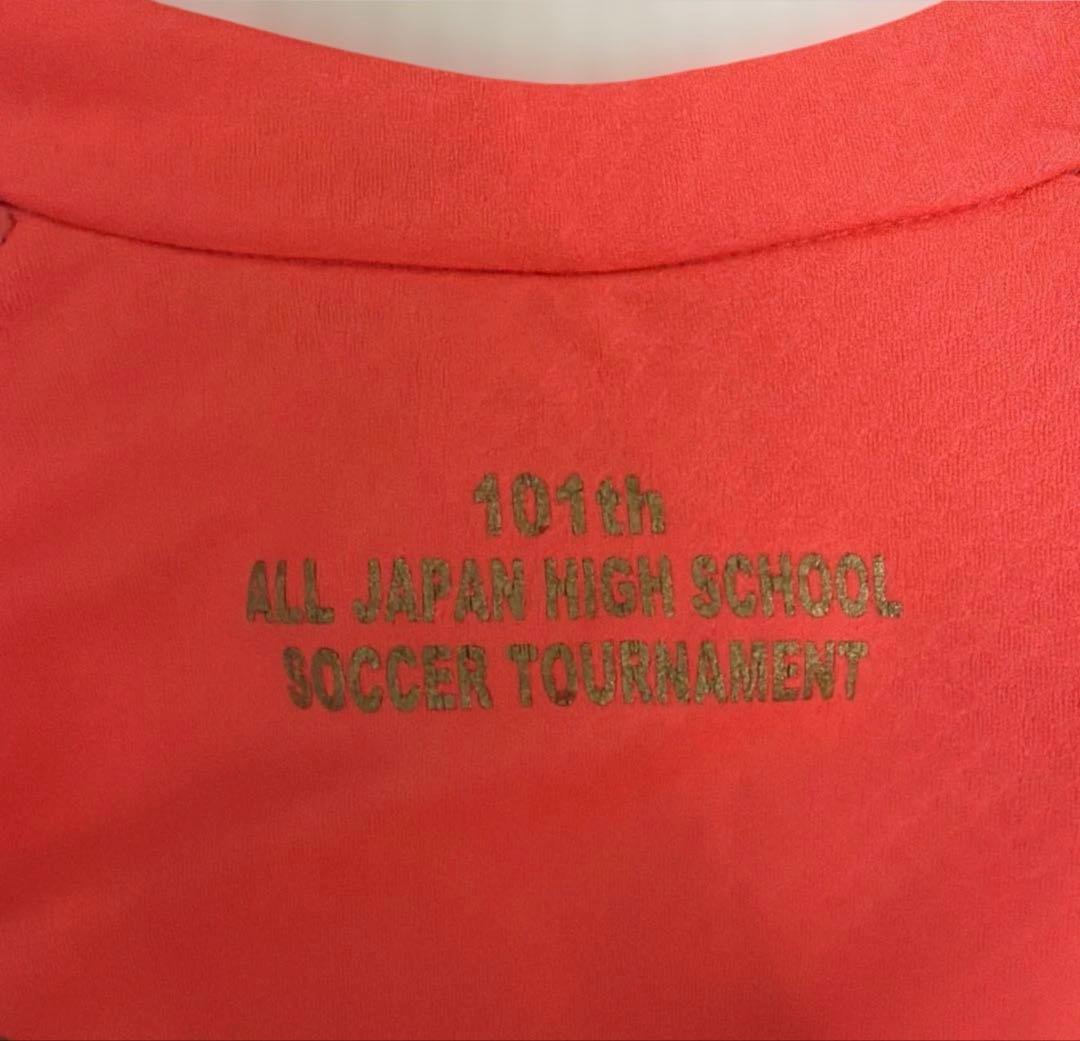 101th
ALL JAPAN HIGH SCHOOL
SOCCER TOURNAMENT